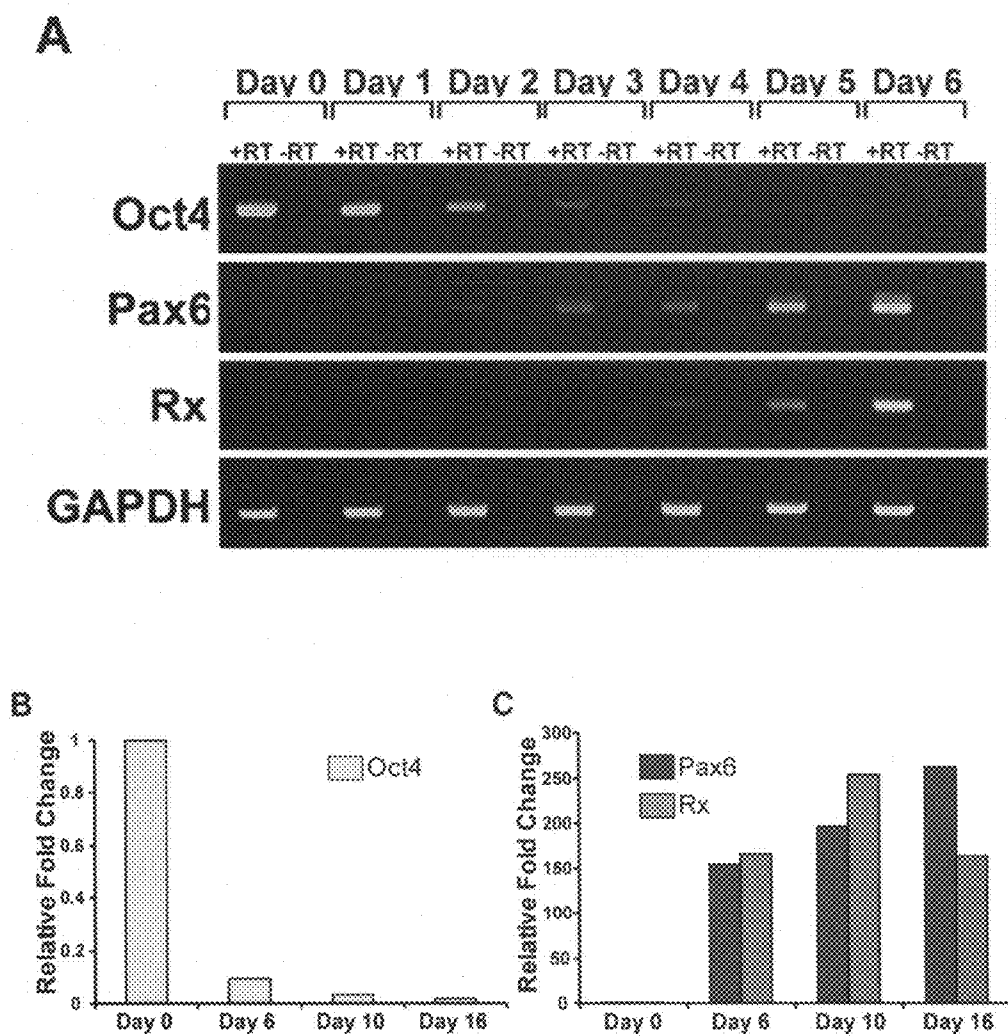 A
Day 0 Day 1 Day 2 Day 3 Day 4 Day 5 Day 6
+RT -RT +RT -RT +RT -RT +RT -RT +RT -RT +RT -RT +RT -RT
Oct4
Pax6
Rx
GAPDH
B
Relative Fold Change
1
0.8
0.6
0.4
0.2
0
Oct4
Day 0 Day 6 Day 10 Day 16
C
Relative Fold Change
300
250
200
150
100
50
0
Pax6
Rx
Day 0 Day 6 Day 10 Day 16